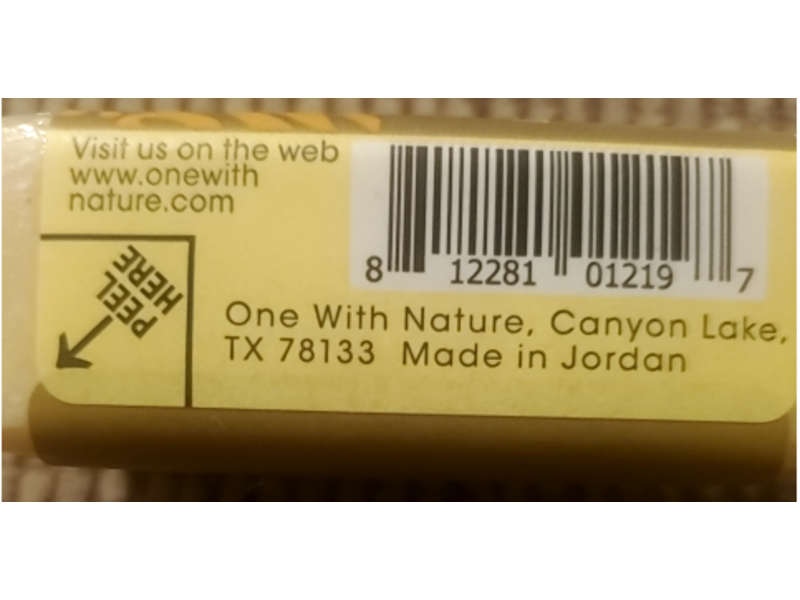 Visit us on the web
www.onewith
nature.com
PEEL
HERE
8 12281 01219 7
One With Nature, Canyon Lake,
TX 78133 Made in Jordan